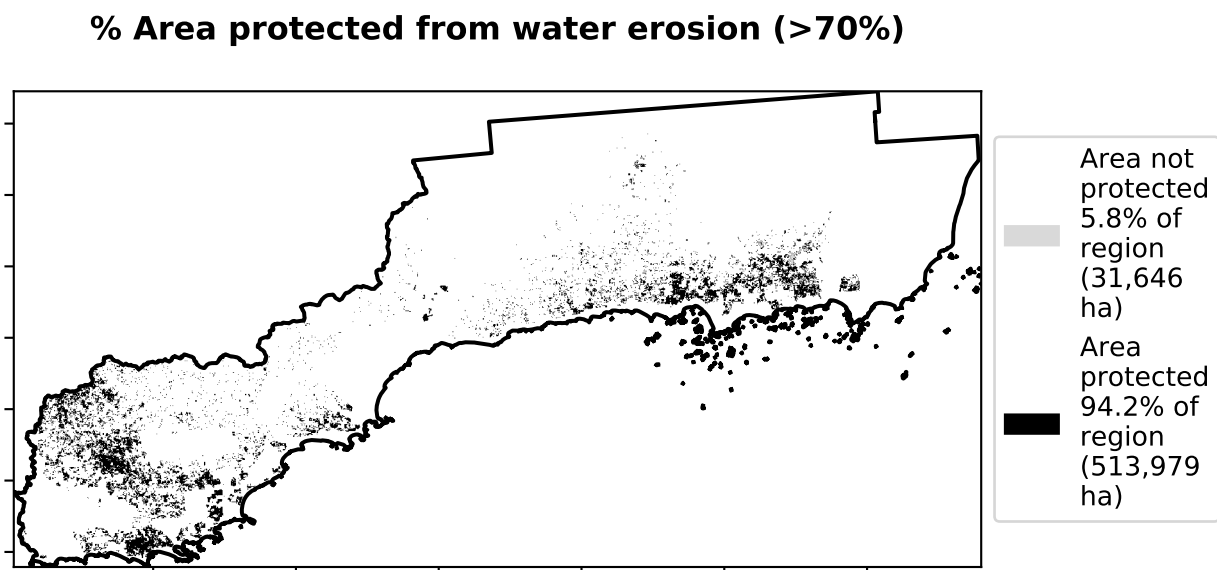 % Area protected from water erosion (>70%)
Area not
protected
5.8% of
region
(31,646
ha)
Area
protected
94.2% of
region
(513,979
ha)